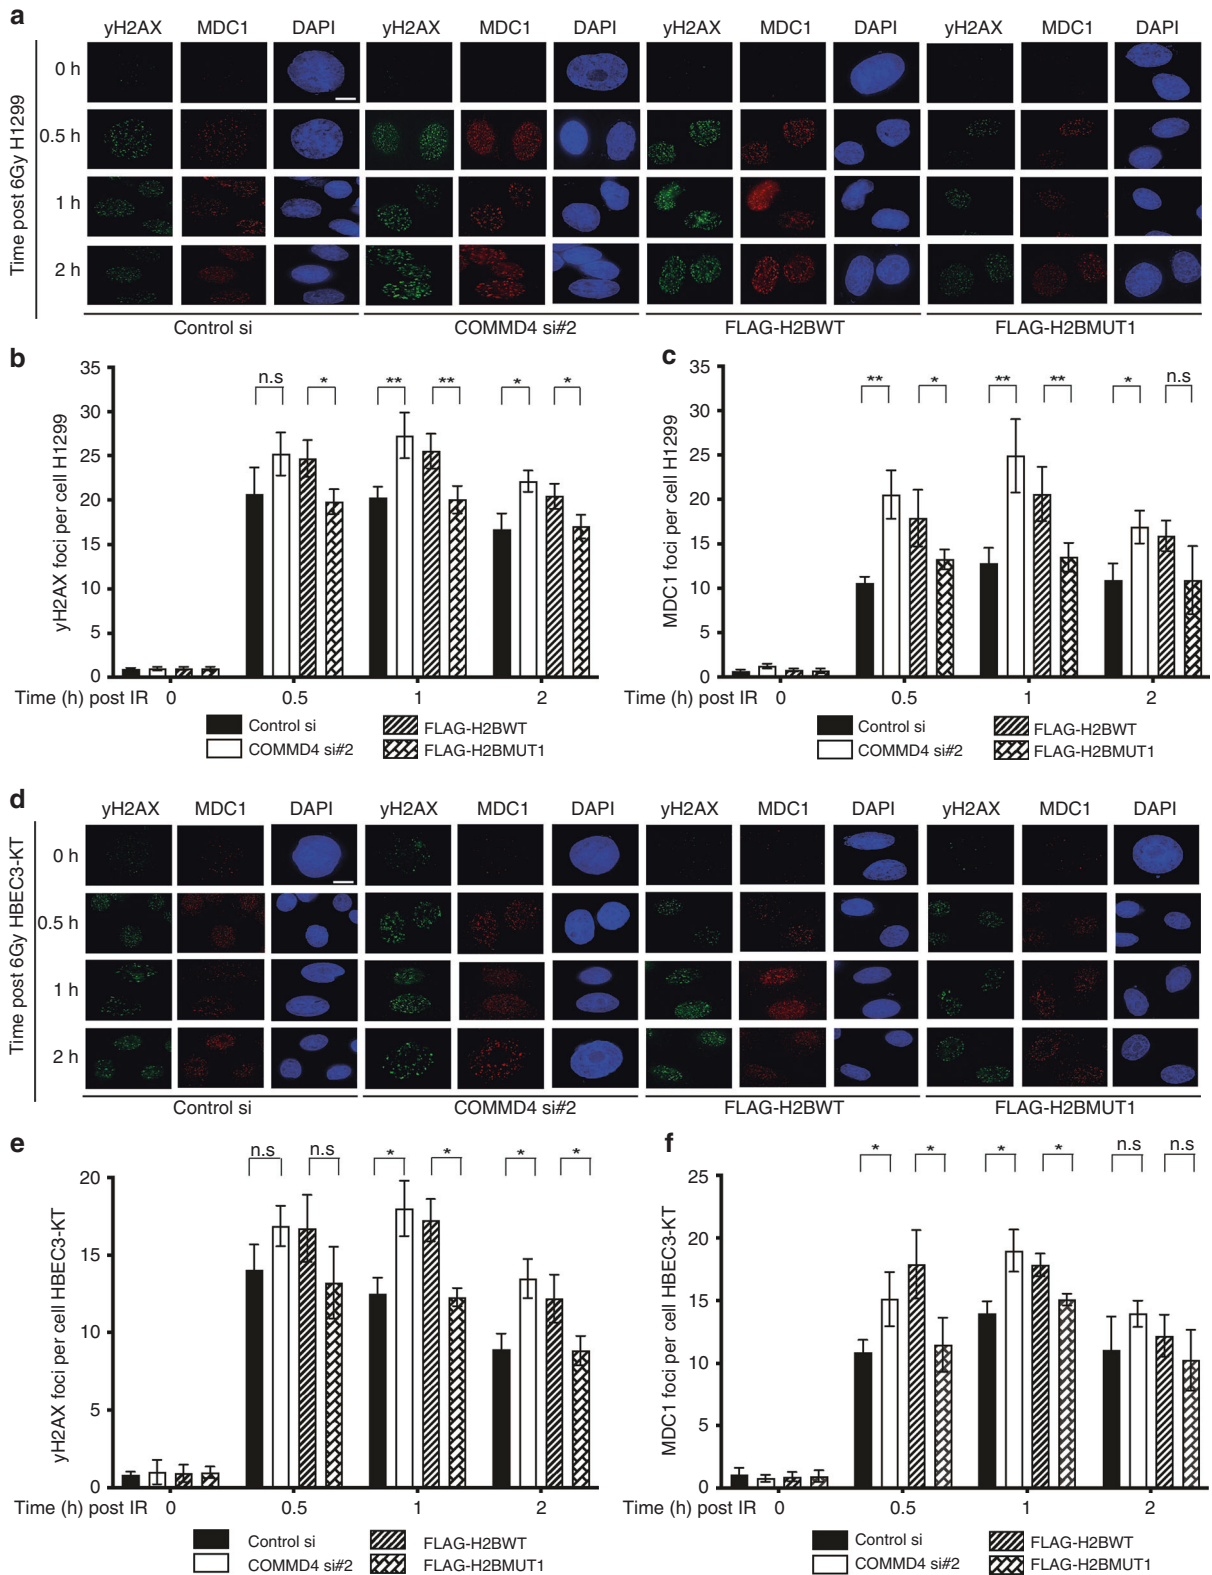 a
yH2AX MDC1 DAPI yH2AX MDC1 DAPI yH2AX MDC1 DAPI yH2AX MDC1 DAPI
Time post 6Gy H1299
0 h
0.5 h
1 h
2 h
Control si COMMD4 si#2 FLAG-H2BWT FLAG-H2BMUT1
b
yH2AX foci per cell H1299
35
30
25
20
15
10
5
0
n.s * ** ** * *
Time (h) post IR 0 0.5 1 2
Control si FLAG-H2BWT
COMMD4 si#2 FLAG-H2BMUT1
c
MDC1 foci per cell H1299
35
30
25
20
15
10
5
0
** * ** ** * n.s
Time (h) post IR 0 0.5 1 2
Control si FLAG-H2BWT
COMMD4 si#2 FLAG-H2BMUT1
d
yH2AX MDC1 DAPI yH2AX MDC1 DAPI yH2AX MDC1 DAPI yH2AX MDC1 DAPI
Time post 6Gy HBEC3-KT
0 h
0.5 h
1 h
2 h
Control si COMMD4 si#2 FLAG-H2BWT FLAG-H2BMUT1
e
yH2AX foci per cell HBEC3-KT
20
15
10
5
0
n.s n.s * * * *
Time (h) post IR 0 0.5 1 2
Control si FLAG-H2BWT
COMMD4 si#2 FLAG-H2BMUT1
f
MDC1 foci per cell HBEC3-KT
25
20
15
10
5
0
* * * * n.s n.s
Time (h) post IR 0 0.5 1 2
Control si FLAG-H2BWT
COMMD4 si#2 FLAG-H2BMUT1